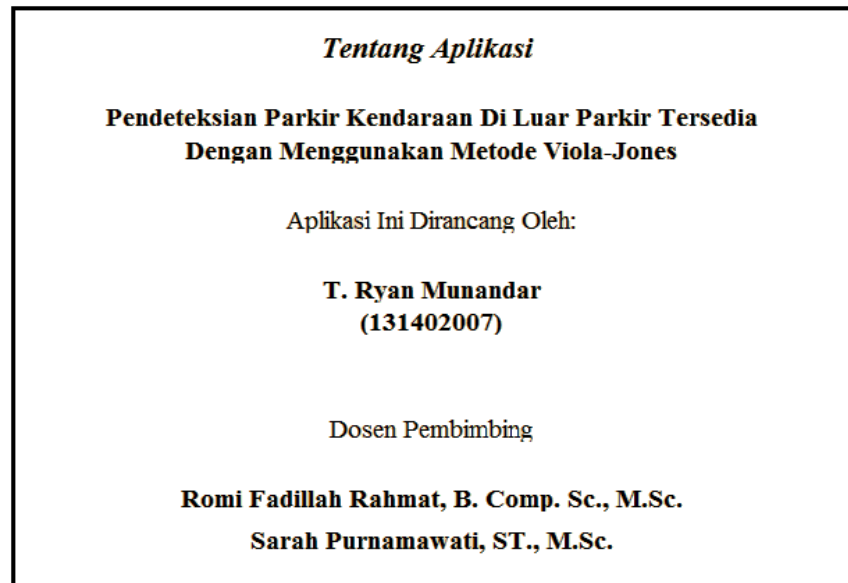 Tentang Aplikasi
Pendeteksian Parkir Kendaraan Di Luar Parkir Tersedia
Dengan Menggunakan Metode Viola-Jones
Aplikasi Ini Dirancang Oleh:
T. Ryan Munandar
(131402007)
Dosen Pembimbing
Romi Fadillah Rahmat, B. Comp. Sc., M.Sc.
Sarah Purnamawati, ST., M.Sc.